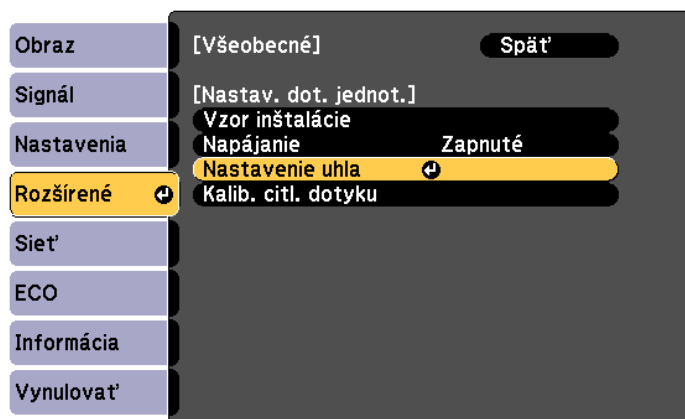 Obraz
Signál
Nastavenia
Rozšírené
Sieť
ECO
Informácia
Vynulovať
[Všeobecné] Späť
[Nastav. dot. jednot.]
Vzor inštalácie
Napájanie Zapnuté
Nastavenie uhla
Kalib. citl. dotyku